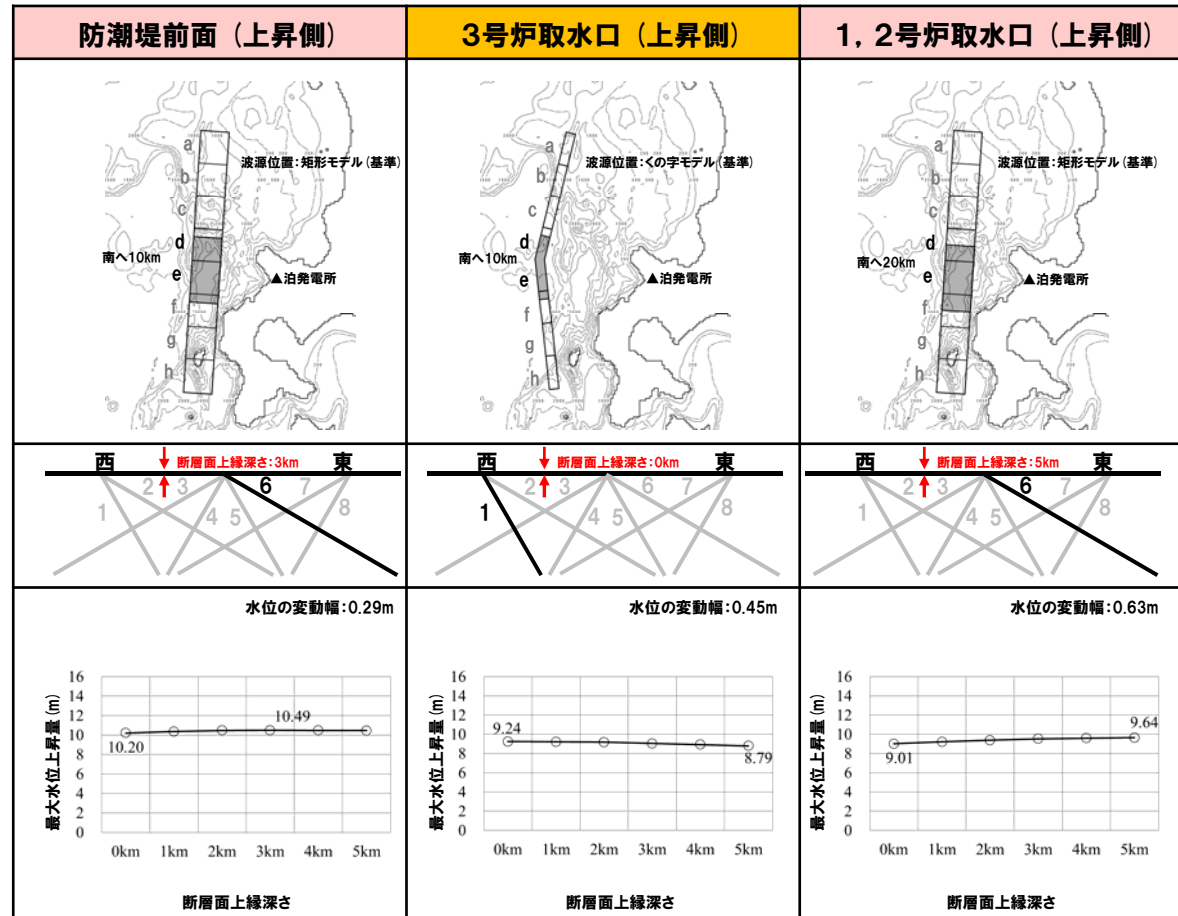 防潮堤前面（上昇側）
3号炉取水口（上昇側）
1，2号炉取水口（上昇側）
a
波源位置：矩形モデル（基準）
b
c
d
南へ10km
e
▲泊発電所
f
g
h
a
波源位置：くの字モデル（基準）
b
c
d
南へ10km
e
▲泊発電所
f
g
h
a
波源位置：矩形モデル（基準）
b
c
d
南へ20km
e
▲泊発電所
f
g
h
西
断層面上縁深さ：3km
東
1 2 3 4 5 6 7 8
西
断層面上縁深さ：0km
東
1 2 3 4 5 6 7 8
西
断層面上縁深さ：5km
東
1 2 3 4 5 6 7 8
水位の変動幅：0.29m
最大水位上昇量(m)
16
14
12
10
8
6
4
2
0
10.20
10.49
0km 1km 2km 3km 4km 5km
断層面上縁深さ
水位の変動幅：0.45m
最大水位上昇量(m)
16
14
12
10
8
6
4
2
0
9.24
8.79
0km 1km 2km 3km 4km 5km
断層面上縁深さ
水位の変動幅：0.63m
最大水位上昇量(m)
16
14
12
10
8
6
4
2
0
9.01
9.64
0km 1km 2km 3km 4km 5km
断層面上縁深さ